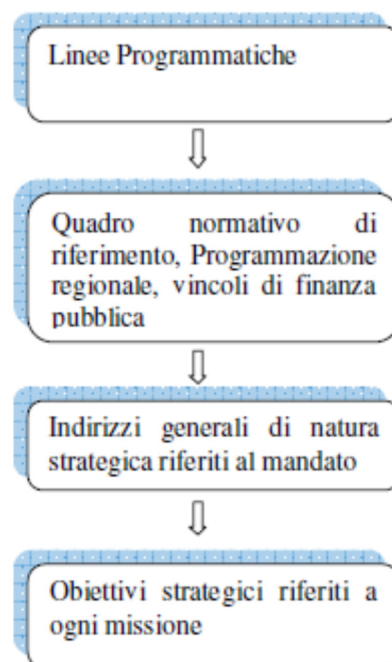 Linee Programmatiche
Quadro normativo di
riferimento, Programmazione
regionale, vincoli di finanza
pubblica
Indirizzi generali di natura
strategica riferiti al mandato
Obiettivi strategici riferiti a
ogni missione